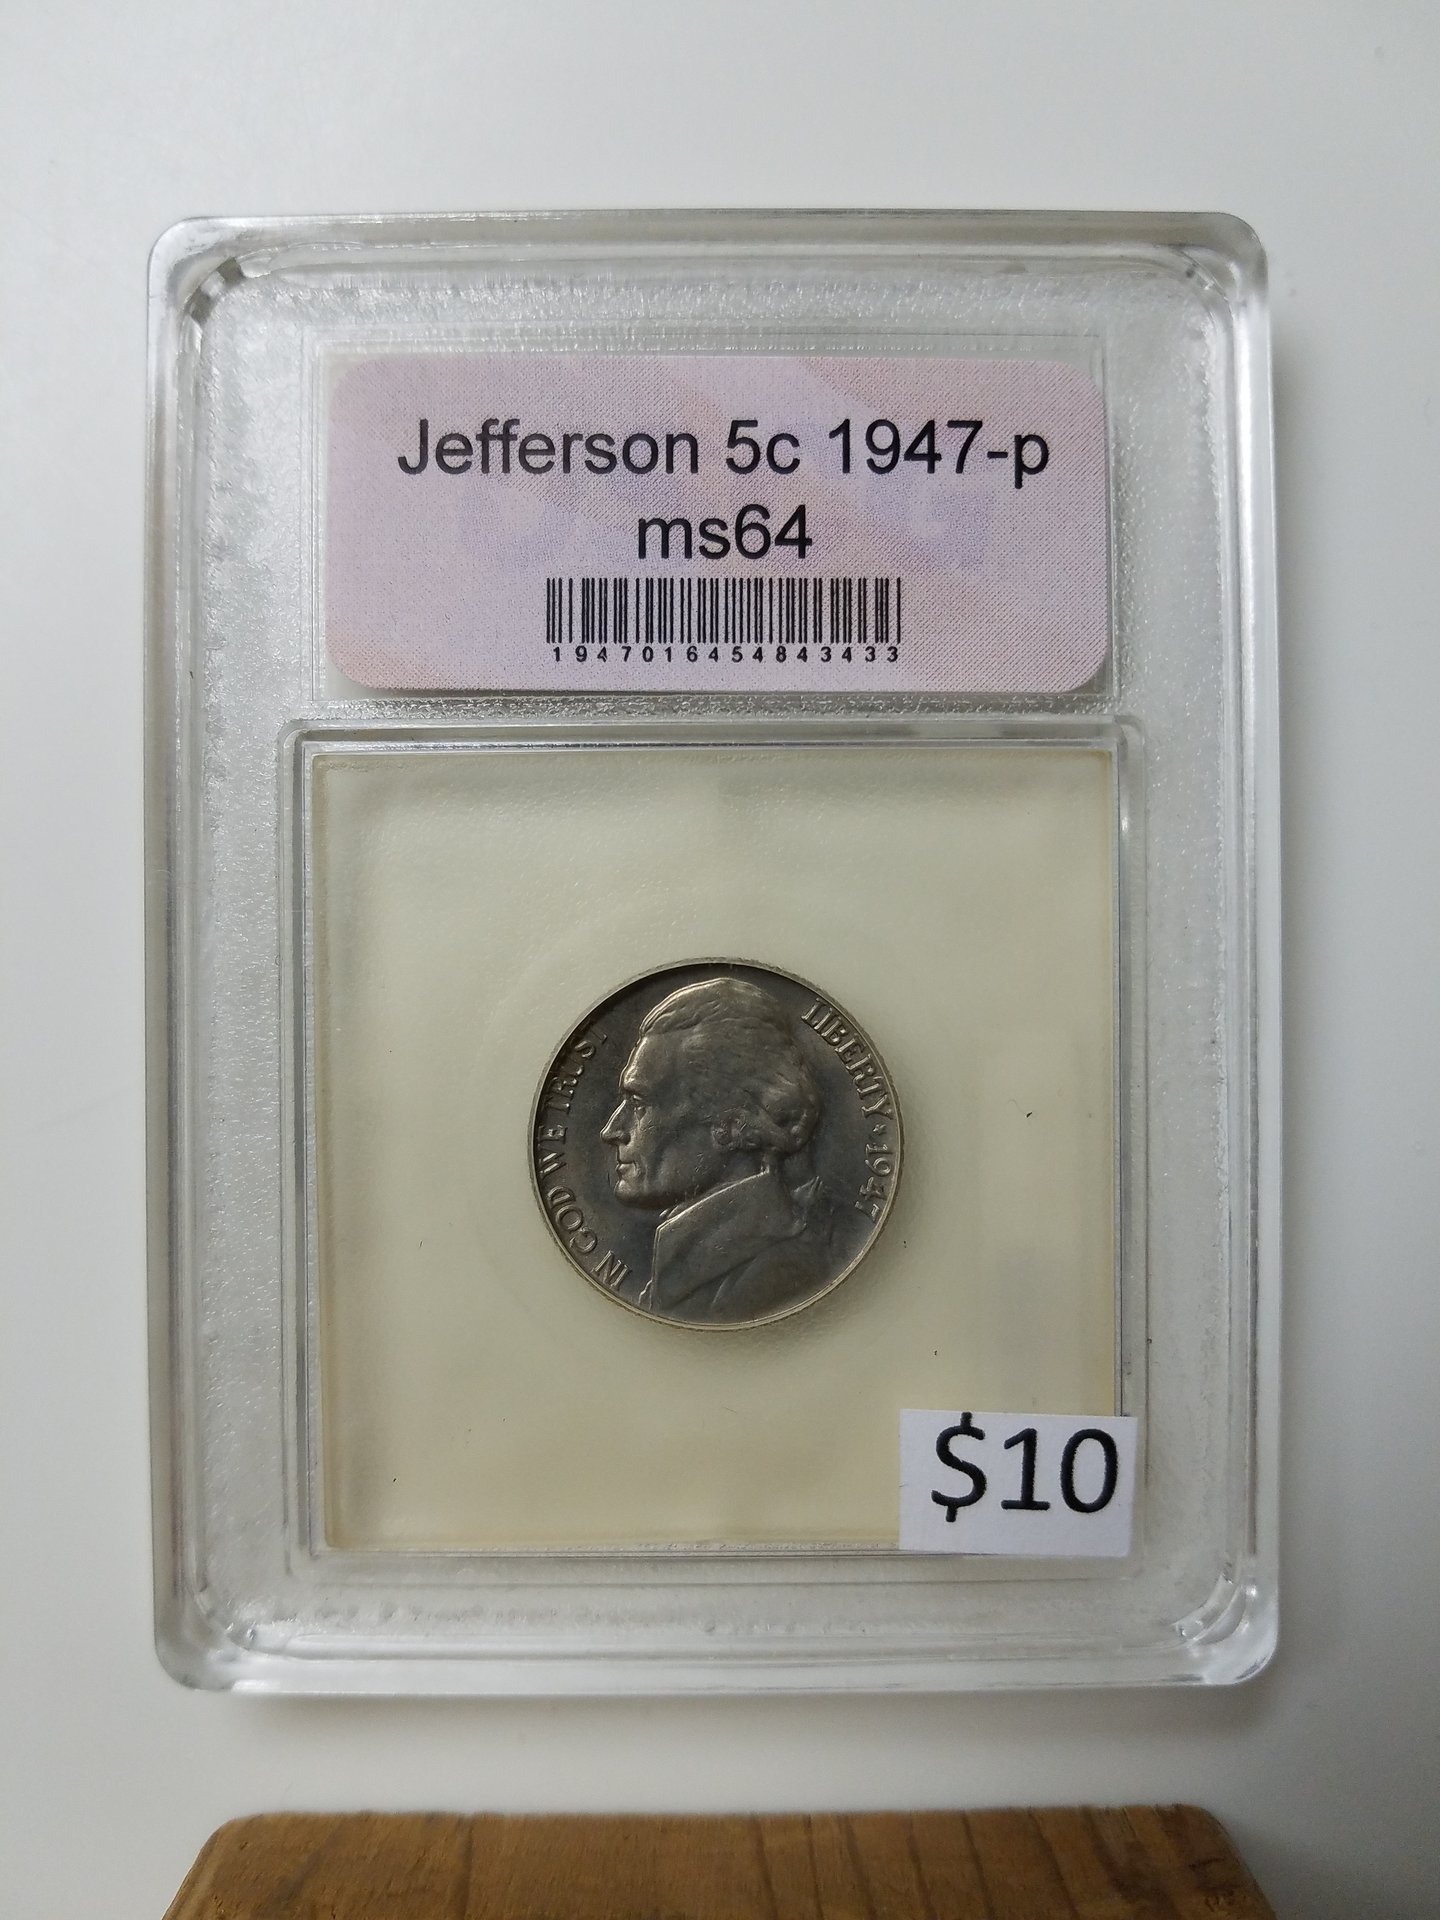 Jefferson 5c 1947-p
ms64
1947016454843433
IN GOD WE TRUST
LIBERTY * 1947
$10